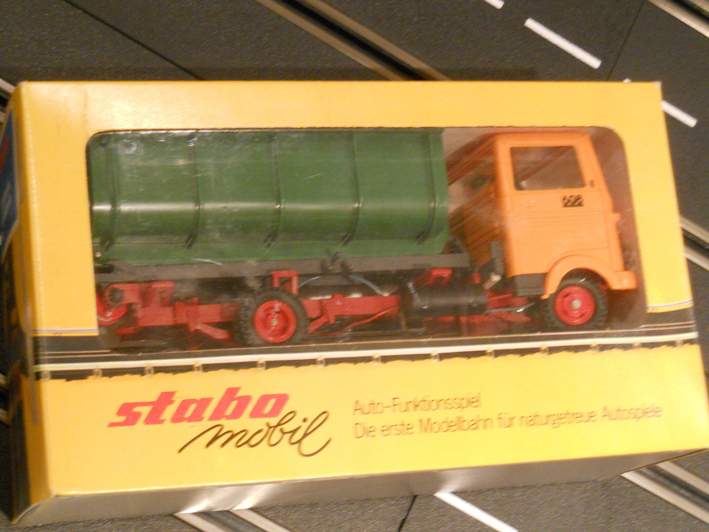 stabo
mobil
Auto-Funktionsspiel
Die erste Modellbahn für naturgetreue Autospiele